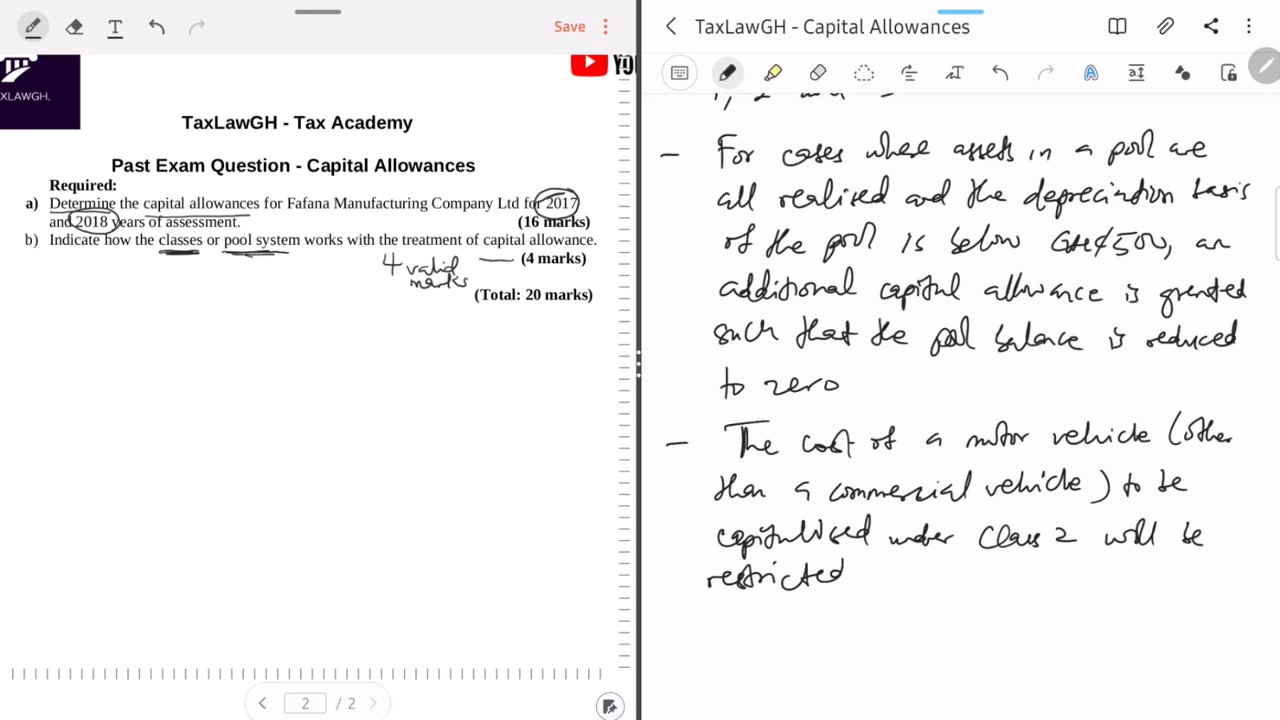 Save
XLAWGH.
YOU
TaxLawGH - Tax Academy
Past Exam Question - Capital Allowances
Required:
a) Determine the capital allowances for Fafana Manufacturing Company Ltd for 2017
and 2018 years of assessment. (16 marks)
b) Indicate how the classes or pool system works with the treatment of capital allowance.
(4 marks)
4 valid
marks
(Total: 20 marks)
2 / 2
TaxLawGH - Capital Allowances
- For cases where assets in a pool are
all realised and the depreciation basis
of the pool is below GH¢500, an
additional capital allowance is granted
such that the pool balance is reduced
to zero
- The cost of a motor vehicle (other
than a commercial vehicle) to be
capitalised under Class 2 will be
restricted